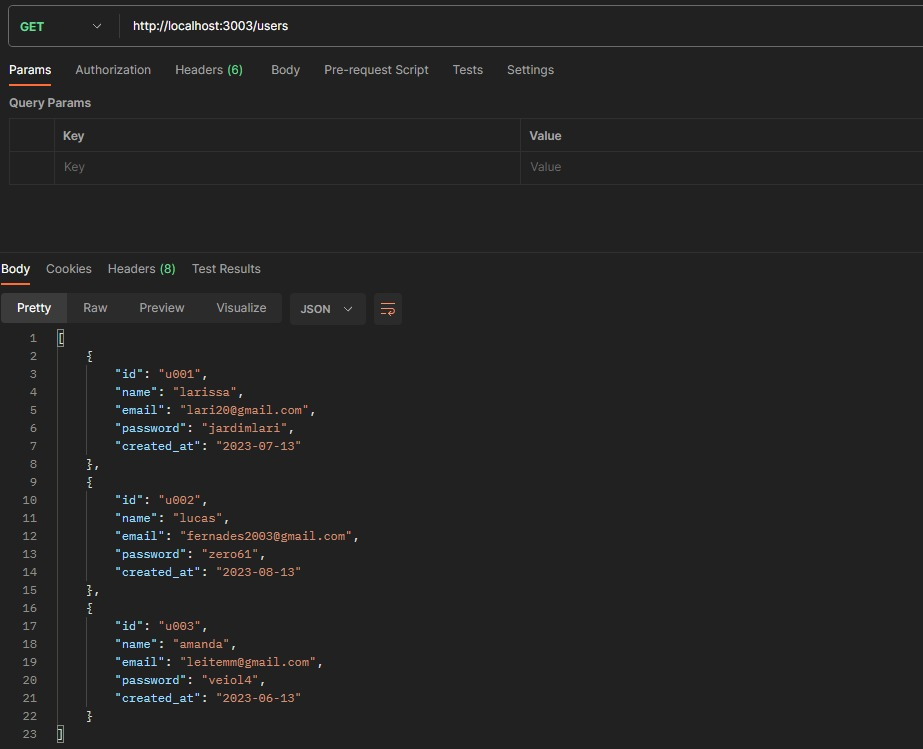 GET http://localhost:3003/users
Params Authorization Headers (6) Body Pre-request Script Tests Settings
Query Params
Key Value
Key Value
Body Cookies Headers (8) Test Results
Pretty Raw Preview Visualize JSON
1 [
2 {
3 "id": "u001",
4 "name": "larissa",
5 "email": "lari20@gmail.com",
6 "password": "jardimlari",
7 "created_at": "2023-07-13"
8 },
9 {
10 "id": "u002",
11 "name": "lucas",
12 "email": "fernades2003@gmail.com",
13 "password": "zero61",
14 "created_at": "2023-08-13"
15 },
16 {
17 "id": "u003",
18 "name": "amanda",
19 "email": "leitemm@gmail.com",
20 "password": "veiol4",
21 "created_at": "2023-06-13"
22 }
23 ]